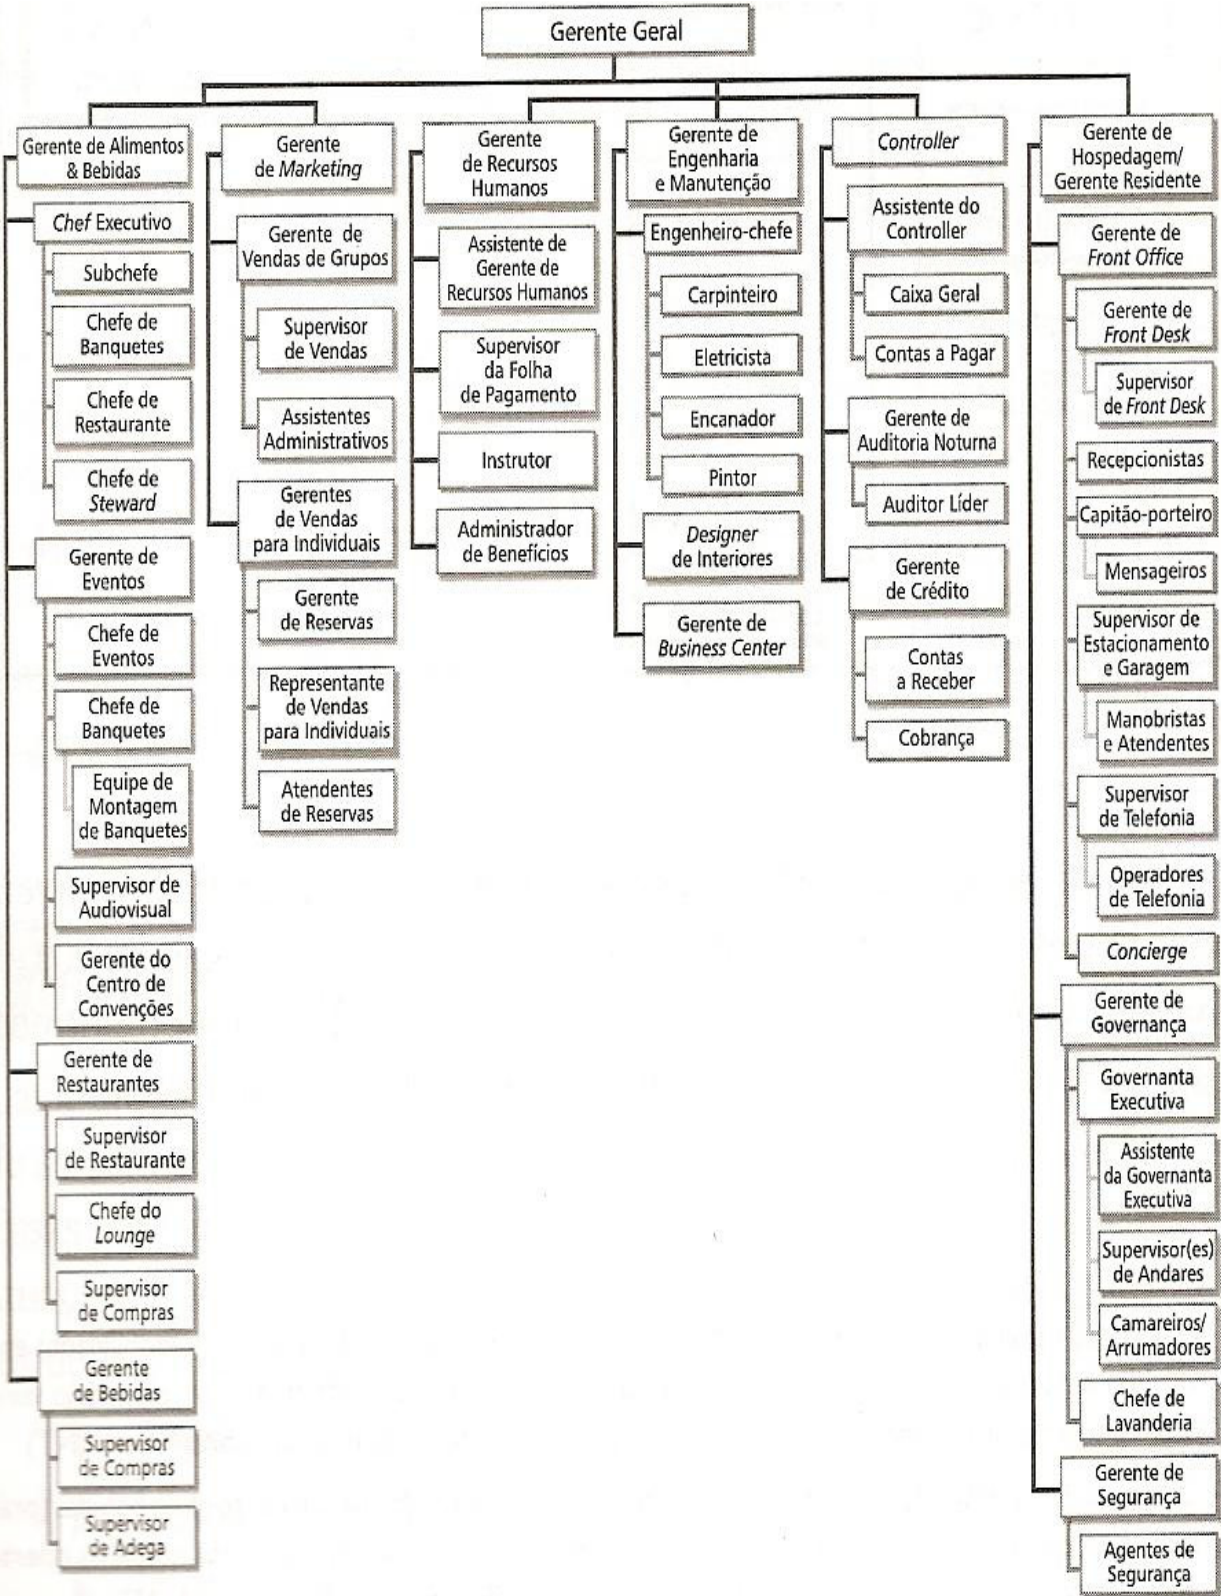 Gerente Geral
Gerente de Alimentos
& Bebidas
Chef Executivo
Subchefe
Chefe de
Banquetes
Chefe de
Restaurante
Chefe de
Steward
Gerente de
Eventos
Chefe de
Eventos
Chefe de
Banquetes
Equipe de
Montagem
de Banquetes
Supervisor de
Audiovisual
Gerente do
Centro de
Convenções
Gerente de
Restaurantes
Supervisor
de Restaurante
Chefe do
Lounge
Supervisor
de Compras
Gerente
de Bebidas
Supervisor
de Compras
Supervisor
de Adega
Gerente
de Marketing
Gerente de
Vendas de Grupos
Supervisor
de Vendas
Assistentes
Administrativos
Gerentes
de Vendas
para Individuais
Gerente
de Reservas
Representante
de Vendas
para Individuais
Atendentes
de Reservas
Gerente
de Recursos
Humanos
Assistente de
Gerente de
Recursos Humanos
Supervisor
da Folha
de Pagamento
Instrutor
Administrador
de Benefícios
Gerente de
Engenharia
e Manutenção
Engenheiro-chefe
Carpinteiro
Eletricista
Encanador
Pintor
Designer
de Interiores
Gerente de
Business Center
Controller
Assistente do
Controller
Caixa Geral
Contas a Pagar
Gerente de
Auditoria Noturna
Auditor Líder
Gerente
de Crédito
Contas
a Receber
Cobrança
Gerente de
Hospedagem/
Gerente Residente
Gerente de
Front Office
Gerente de
Front Desk
Supervisor
de Front Desk
Recepcionistas
Capitão-porteiro
Mensageiros
Supervisor de
Estacionamento
e Garagem
Manobristas
e Atendentes
Supervisor
de Telefonia
Operadores
de Telefonia
Concierge
Gerente de
Governança
Governanta
Executiva
Assistente
da Governanta
Executiva
Supervisor(es)
de Andares
Camareiros/
Arrumadores
Chefe de
Lavanderia
Gerente de
Segurança
Agentes de
Segurança